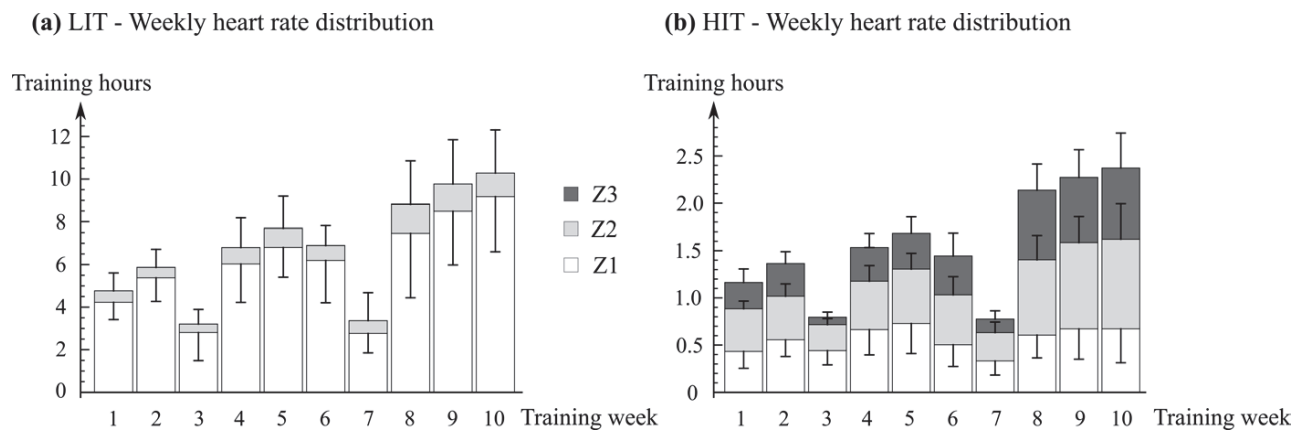 (a) LIT - Weekly heart rate distribution
Training hours
12
10
8
6
4
2
0
1 2 3 4 5 6 7 8 9 10 Training week
Z3
Z2
Z1
(b) HIT - Weekly heart rate distribution
Training hours
2.5
2.0
1.5
1.0
0.5
0
1 2 3 4 5 6 7 8 9 10 Training week